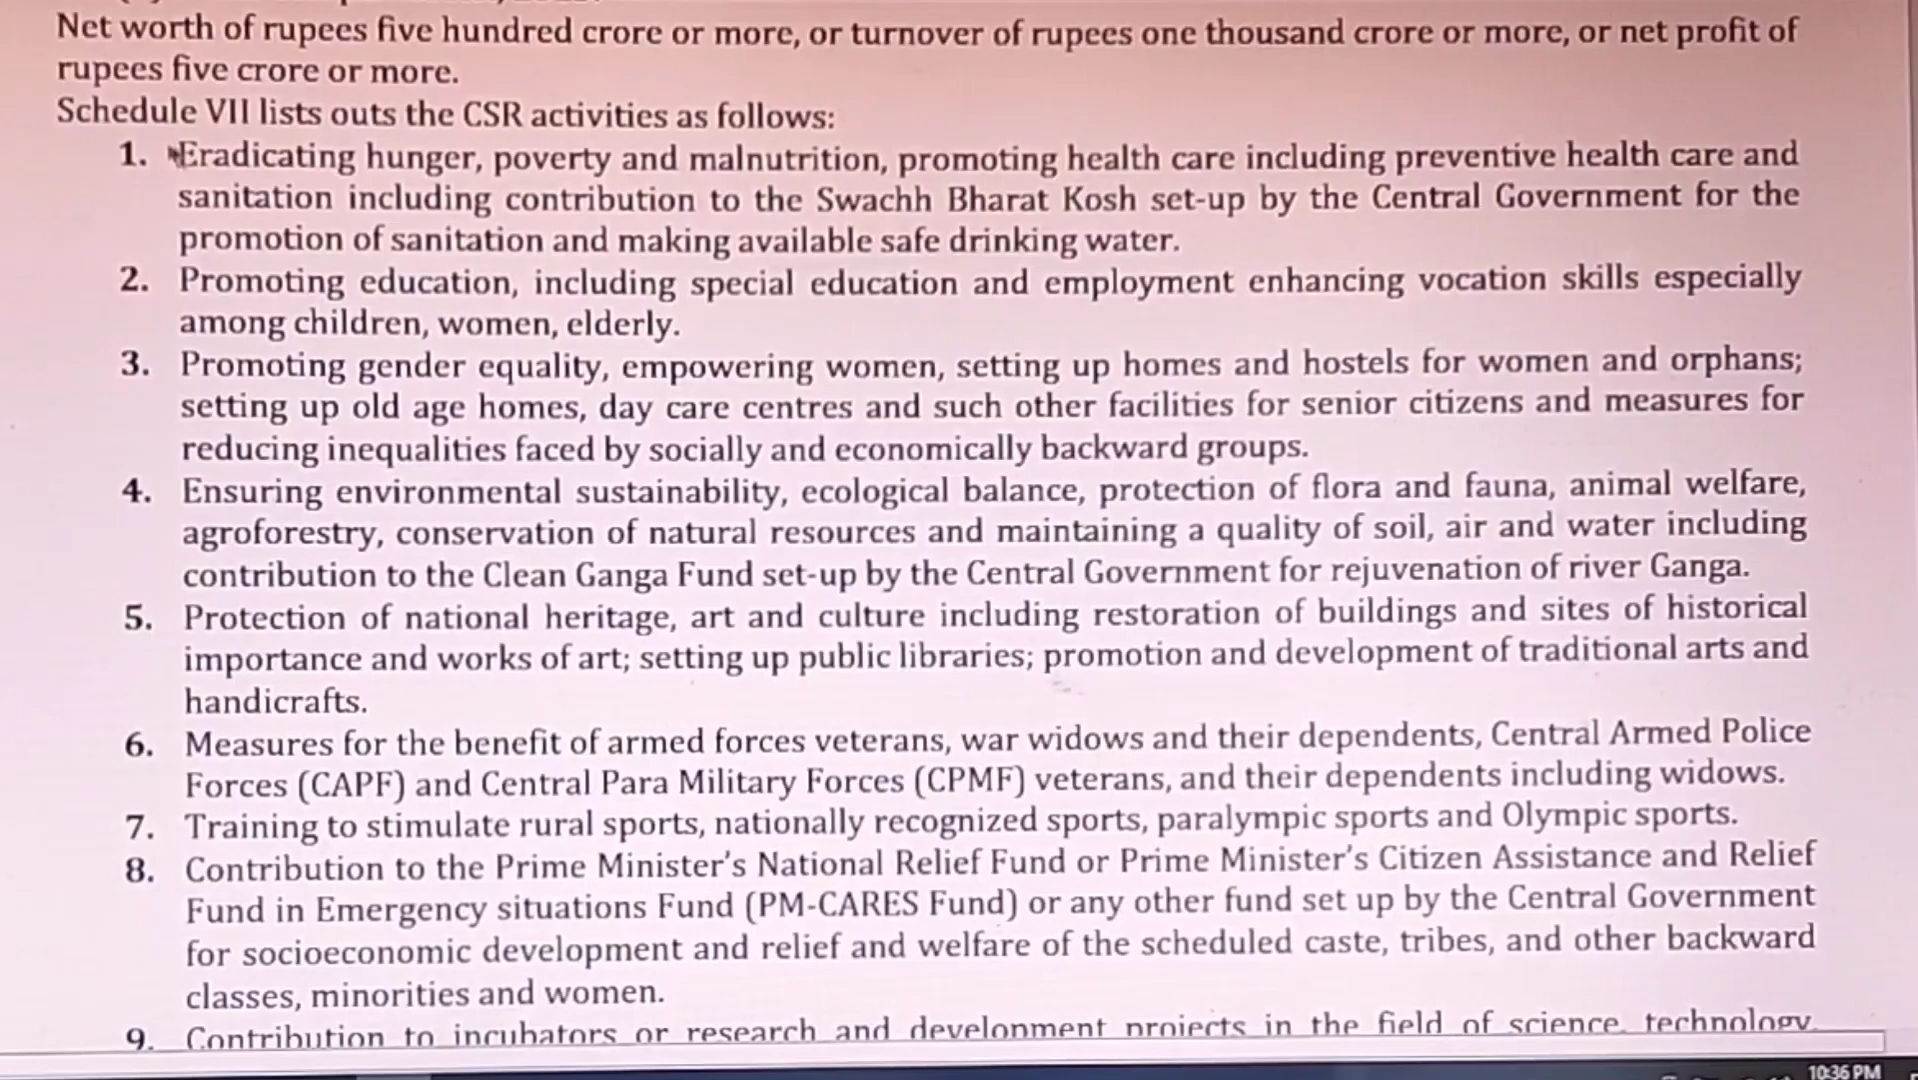 Net worth of rupees five hundred crore or more, or turnover of rupees one thousand crore or more, or net profit of
rupees five crore or more.
Schedule VII lists outs the CSR activities as follows:
1. Eradicating hunger, poverty and malnutrition, promoting health care including preventive health care and
sanitation including contribution to the Swachh Bharat Kosh set-up by the Central Government for the
promotion of sanitation and making available safe drinking water.
2. Promoting education, including special education and employment enhancing vocation skills especially
among children, women, elderly.
3. Promoting gender equality, empowering women, setting up homes and hostels for women and orphans;
setting up old age homes, day care centres and such other facilities for senior citizens and measures for
reducing inequalities faced by socially and economically backward groups.
4. Ensuring environmental sustainability, ecological balance, protection of flora and fauna, animal welfare,
agroforestry, conservation of natural resources and maintaining a quality of soil, air and water including
contribution to the Clean Ganga Fund set-up by the Central Government for rejuvenation of river Ganga.
5. Protection of national heritage, art and culture including restoration of buildings and sites of historical
importance and works of art; setting up public libraries; promotion and development of traditional arts and
handicrafts.
6. Measures for the benefit of armed forces veterans, war widows and their dependents, Central Armed Police
Forces (CAPF) and Central Para Military Forces (CPMF) veterans, and their dependents including widows.
7. Training to stimulate rural sports, nationally recognized sports, paralympic sports and Olympic sports.
8. Contribution to the Prime Minister's National Relief Fund or Prime Minister's Citizen Assistance and Relief
Fund in Emergency situations Fund (PM-CARES Fund) or any other fund set up by the Central Government
for socioeconomic development and relief and welfare of the scheduled caste, tribes, and other backward
classes, minorities and women.
9. Contribution to incubators or research and development projects in the field of science, technology,
10:36 PM